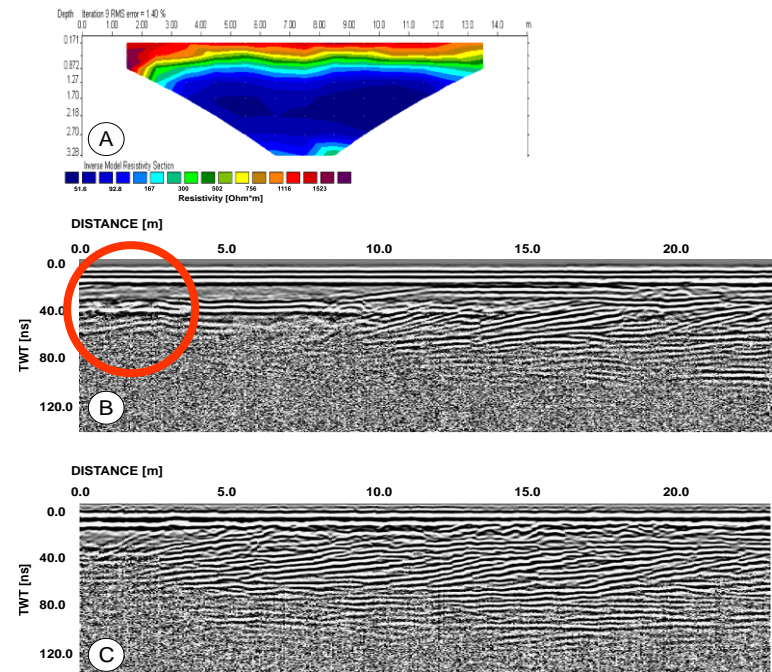 Depth Iteration 9 RMS error = 1.40 %
0.0 1.00 2.00 3.00 4.00 5.00 6.00 7.00 8.00 9.00 10.0 11.0 12.0 13.0 14.0 m.
0.171
0.872
1.27
1.70
2.18
2.70
3.28
A
Inverse Model Resistivity Section
51.6 92.8 167 300 502 756 1116 1523
Resistivity [Ohm*m]
DISTANCE [m]
0.0 5.0 10.0 15.0 20.0
0.0
40.0
80.0
120.0
TWT [ns]
B
DISTANCE [m]
0.0 5.0 10.0 15.0 20.0
0.0
40.0
80.0
120.0
TWT [ns]
C